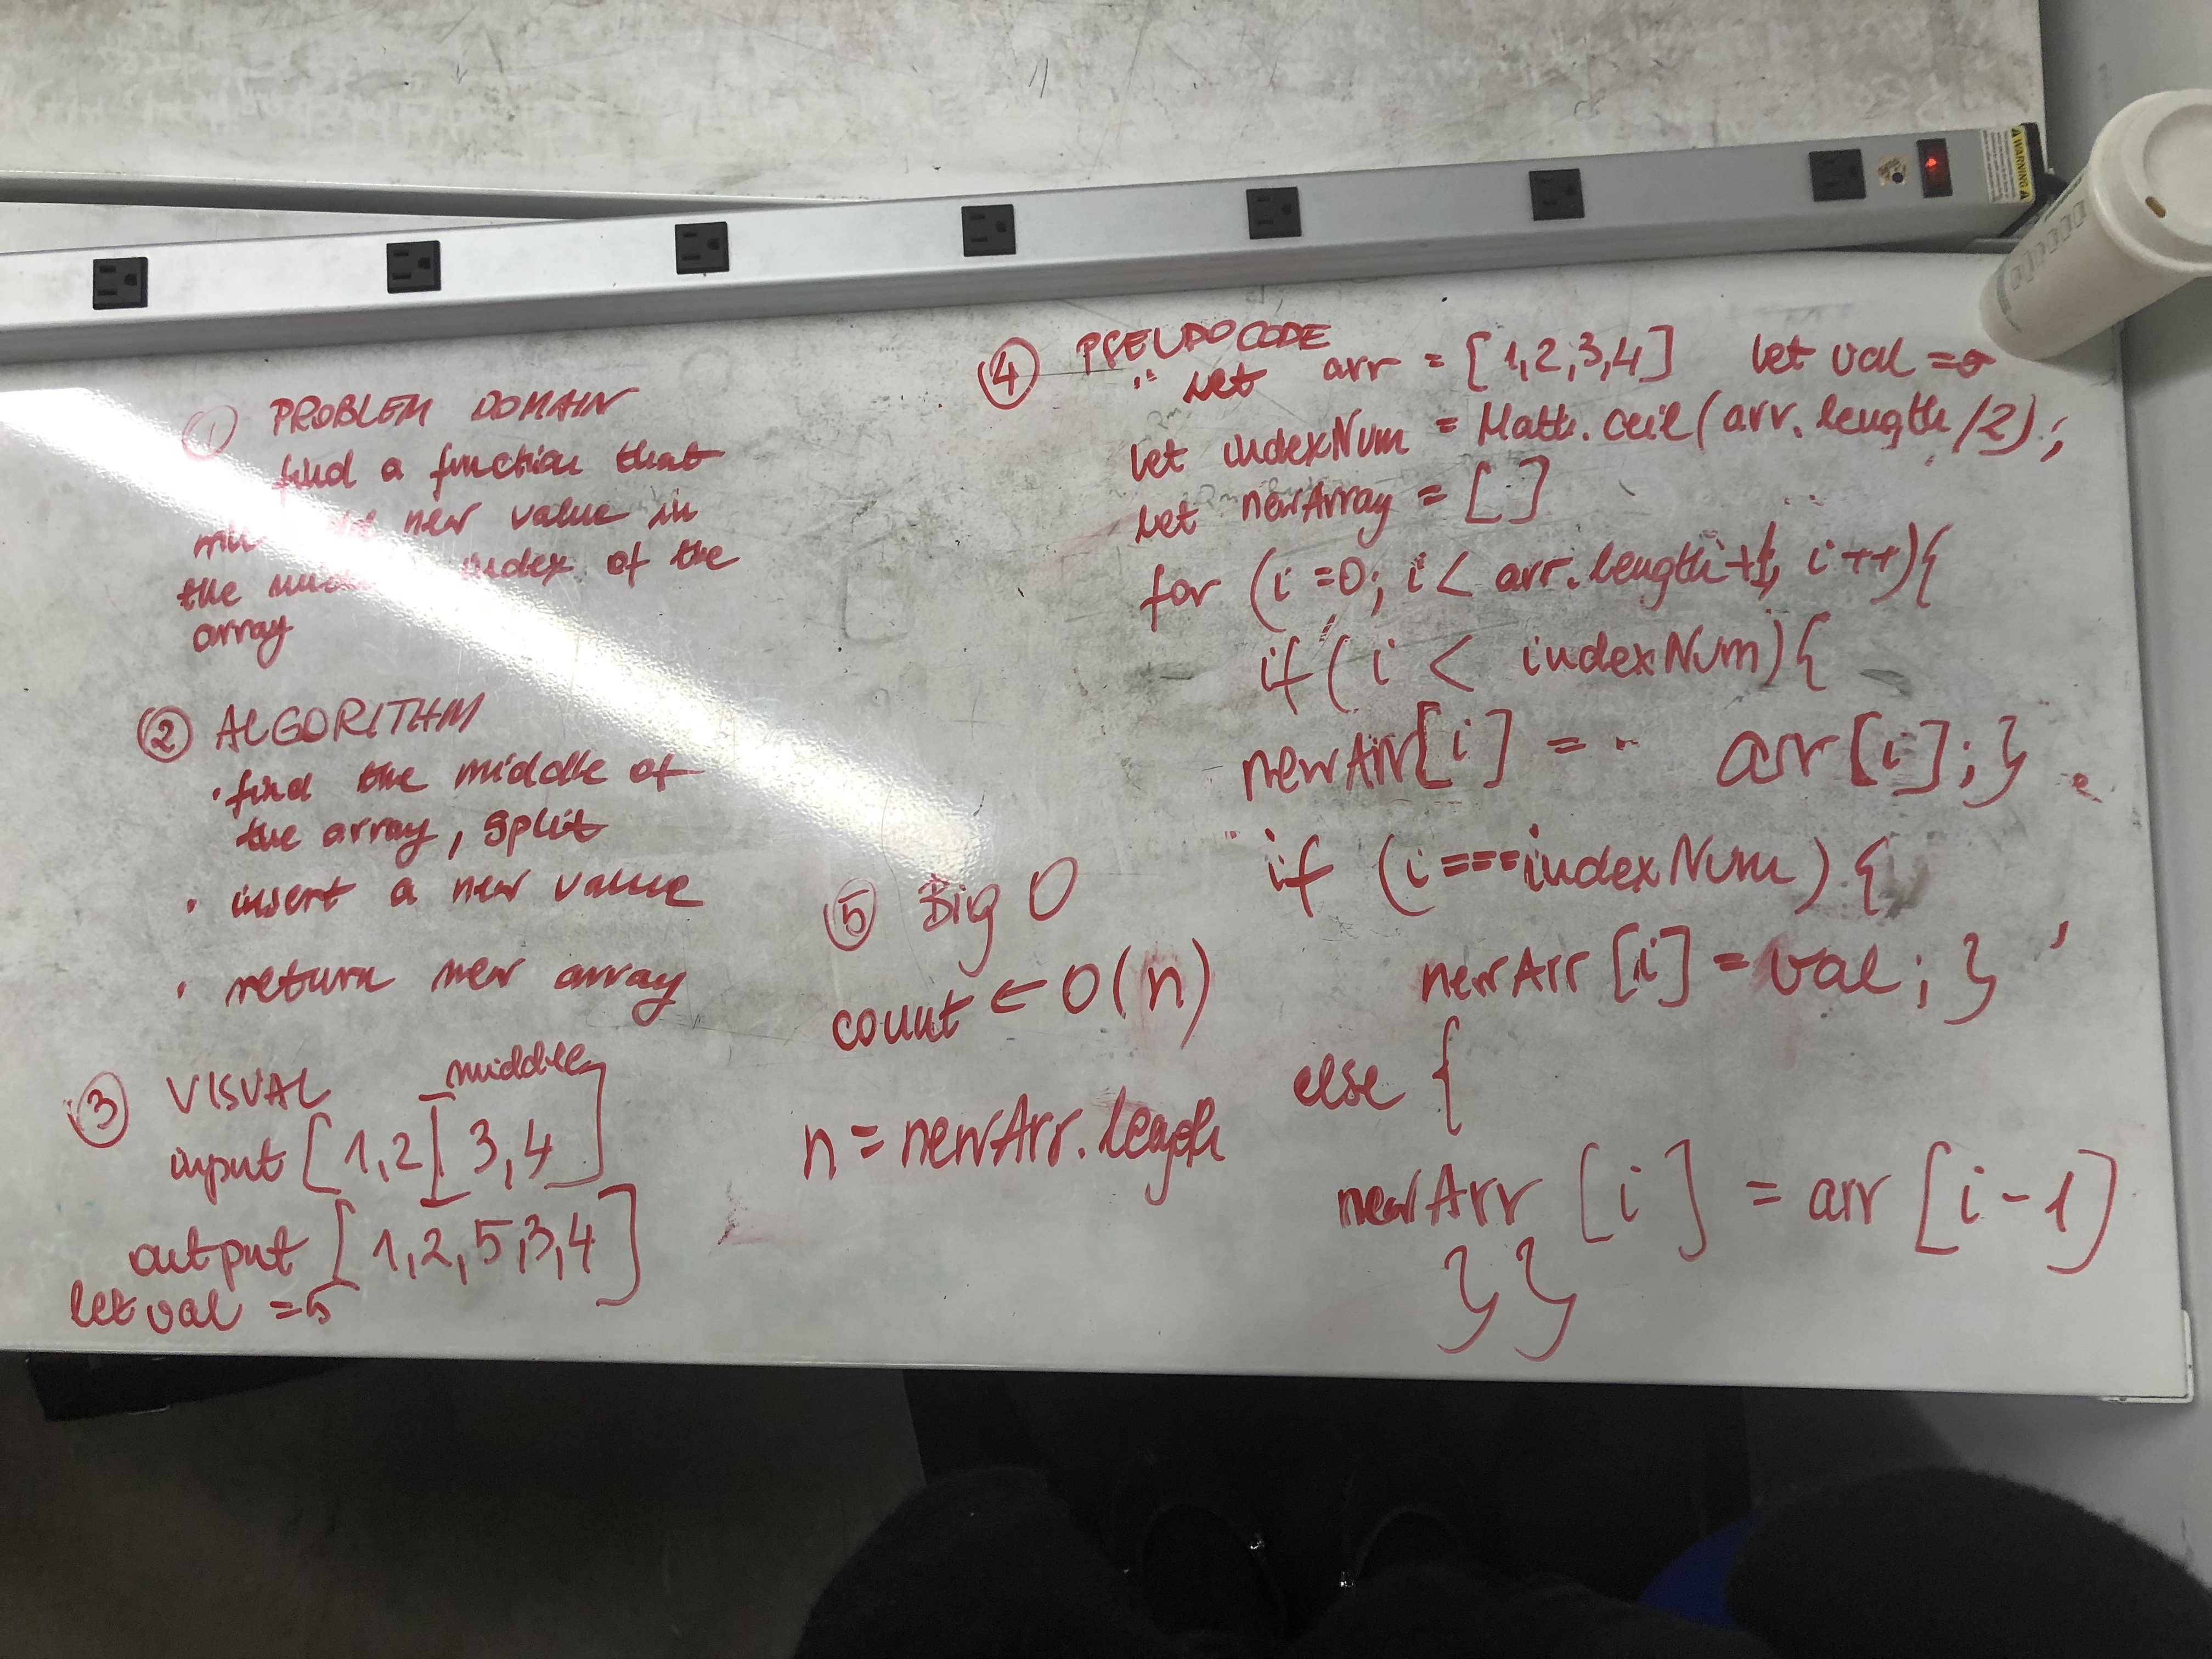 ① PROBLEM DOMAIN
find a function that
new value in
the index of the
array
② ALGORITHM
· find the middle of
the array, split
· insert a new value
· return new array
③ VISUAL middle
input [1,2][3,4]
output [1,2,5,3,4]
let val = 5
④ PSEUDOCODE
let arr = [1,2,3,4] let val =
let indexNum = Math.ceil(arr.length/2);
let newArray = []
for (i=0; i< arr.length+1; i++){
if (i < indexNum){
newArr[i] = arr[i];}
if (i===indexNum) {
newArr[i] = val; }
else {
newArr [i] = arr [i-1]
}}
⑤ Big O
count ← O(n)
n = newArr.length
WARNING